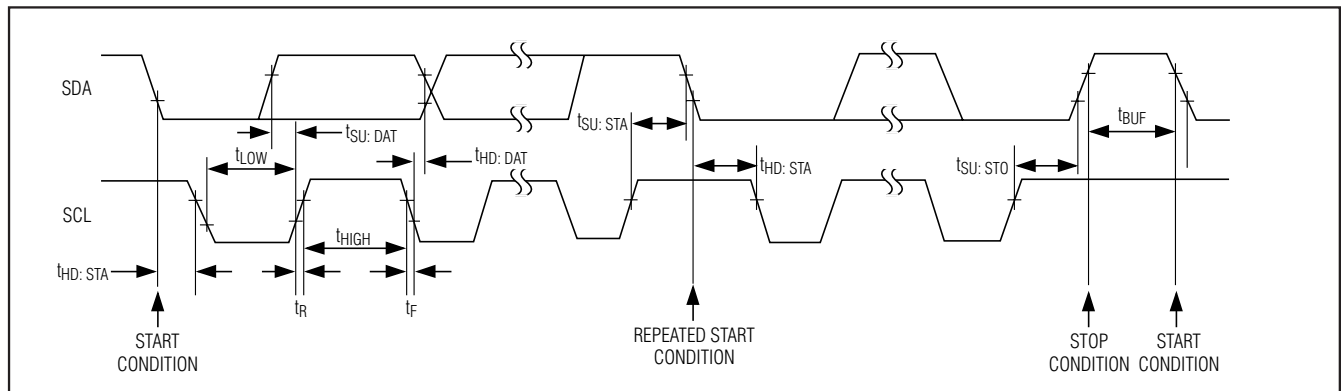 SDA
tSU: DAT
tLOW
tHD: DAT
tSU: STA
tHD: STA
tBUF
tSU: STO
SCL
tHIGH
tHD: STA
tR
tF
START
CONDITION
REPEATED START
CONDITION
STOP
CONDITION
START
CONDITION